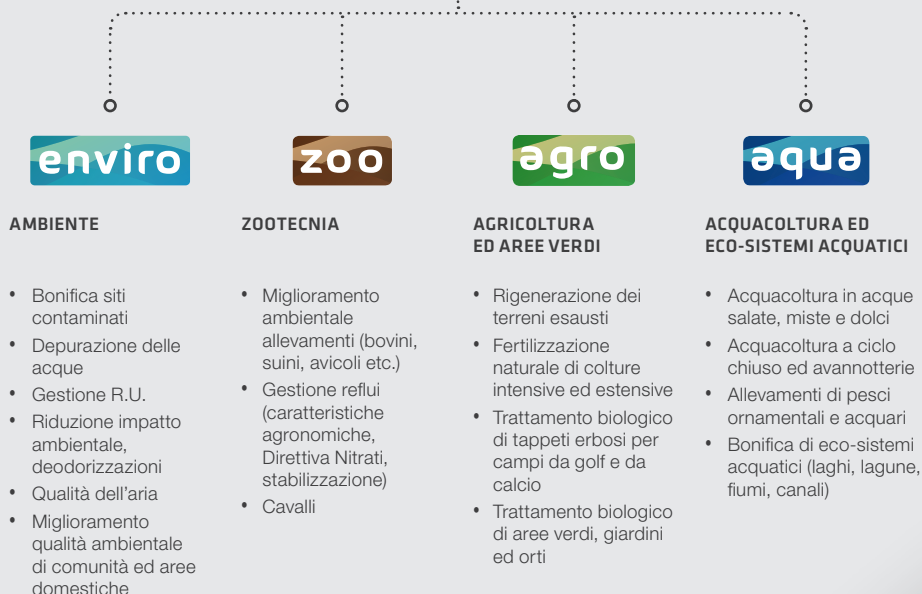 enviro
AMBIENTE
• Bonifica siti
contaminati
• Depurazione delle
acque
• Gestione R.U.
• Riduzione impatto
ambientale,
deodorizzazioni
• Qualità dell'aria
• Miglioramento
qualità ambientale
di comunità ed aree
domestiche
zoo
ZOOTECNIA
• Miglioramento
ambientale
allevamenti (bovini,
suini, avicoli etc.)
• Gestione reflui
(caratteristiche
agronomiche,
Direttiva Nitrati,
stabilizzazione)
• Cavalli
agro
AGRICOLTURA
ED AREE VERDI
• Rigenerazione dei
terreni esausti
• Fertilizzazione
naturale di colture
intensive ed estensive
• Trattamento biologico
di tappeti erbosi per
campi da golf e da
calcio
• Trattamento biologico
di aree verdi, giardini
ed orti
aqua
ACQUACOLTURA ED
ECO-SISTEMI ACQUATICI
• Acquacoltura in acque
salate, miste e dolci
• Acquacoltura a ciclo
chiuso ed avannotterie
• Allevamenti di pesci
ornamentali e acquari
• Bonifica di eco-sistemi
acquatici (laghi, lagune,
fiumi, canali)